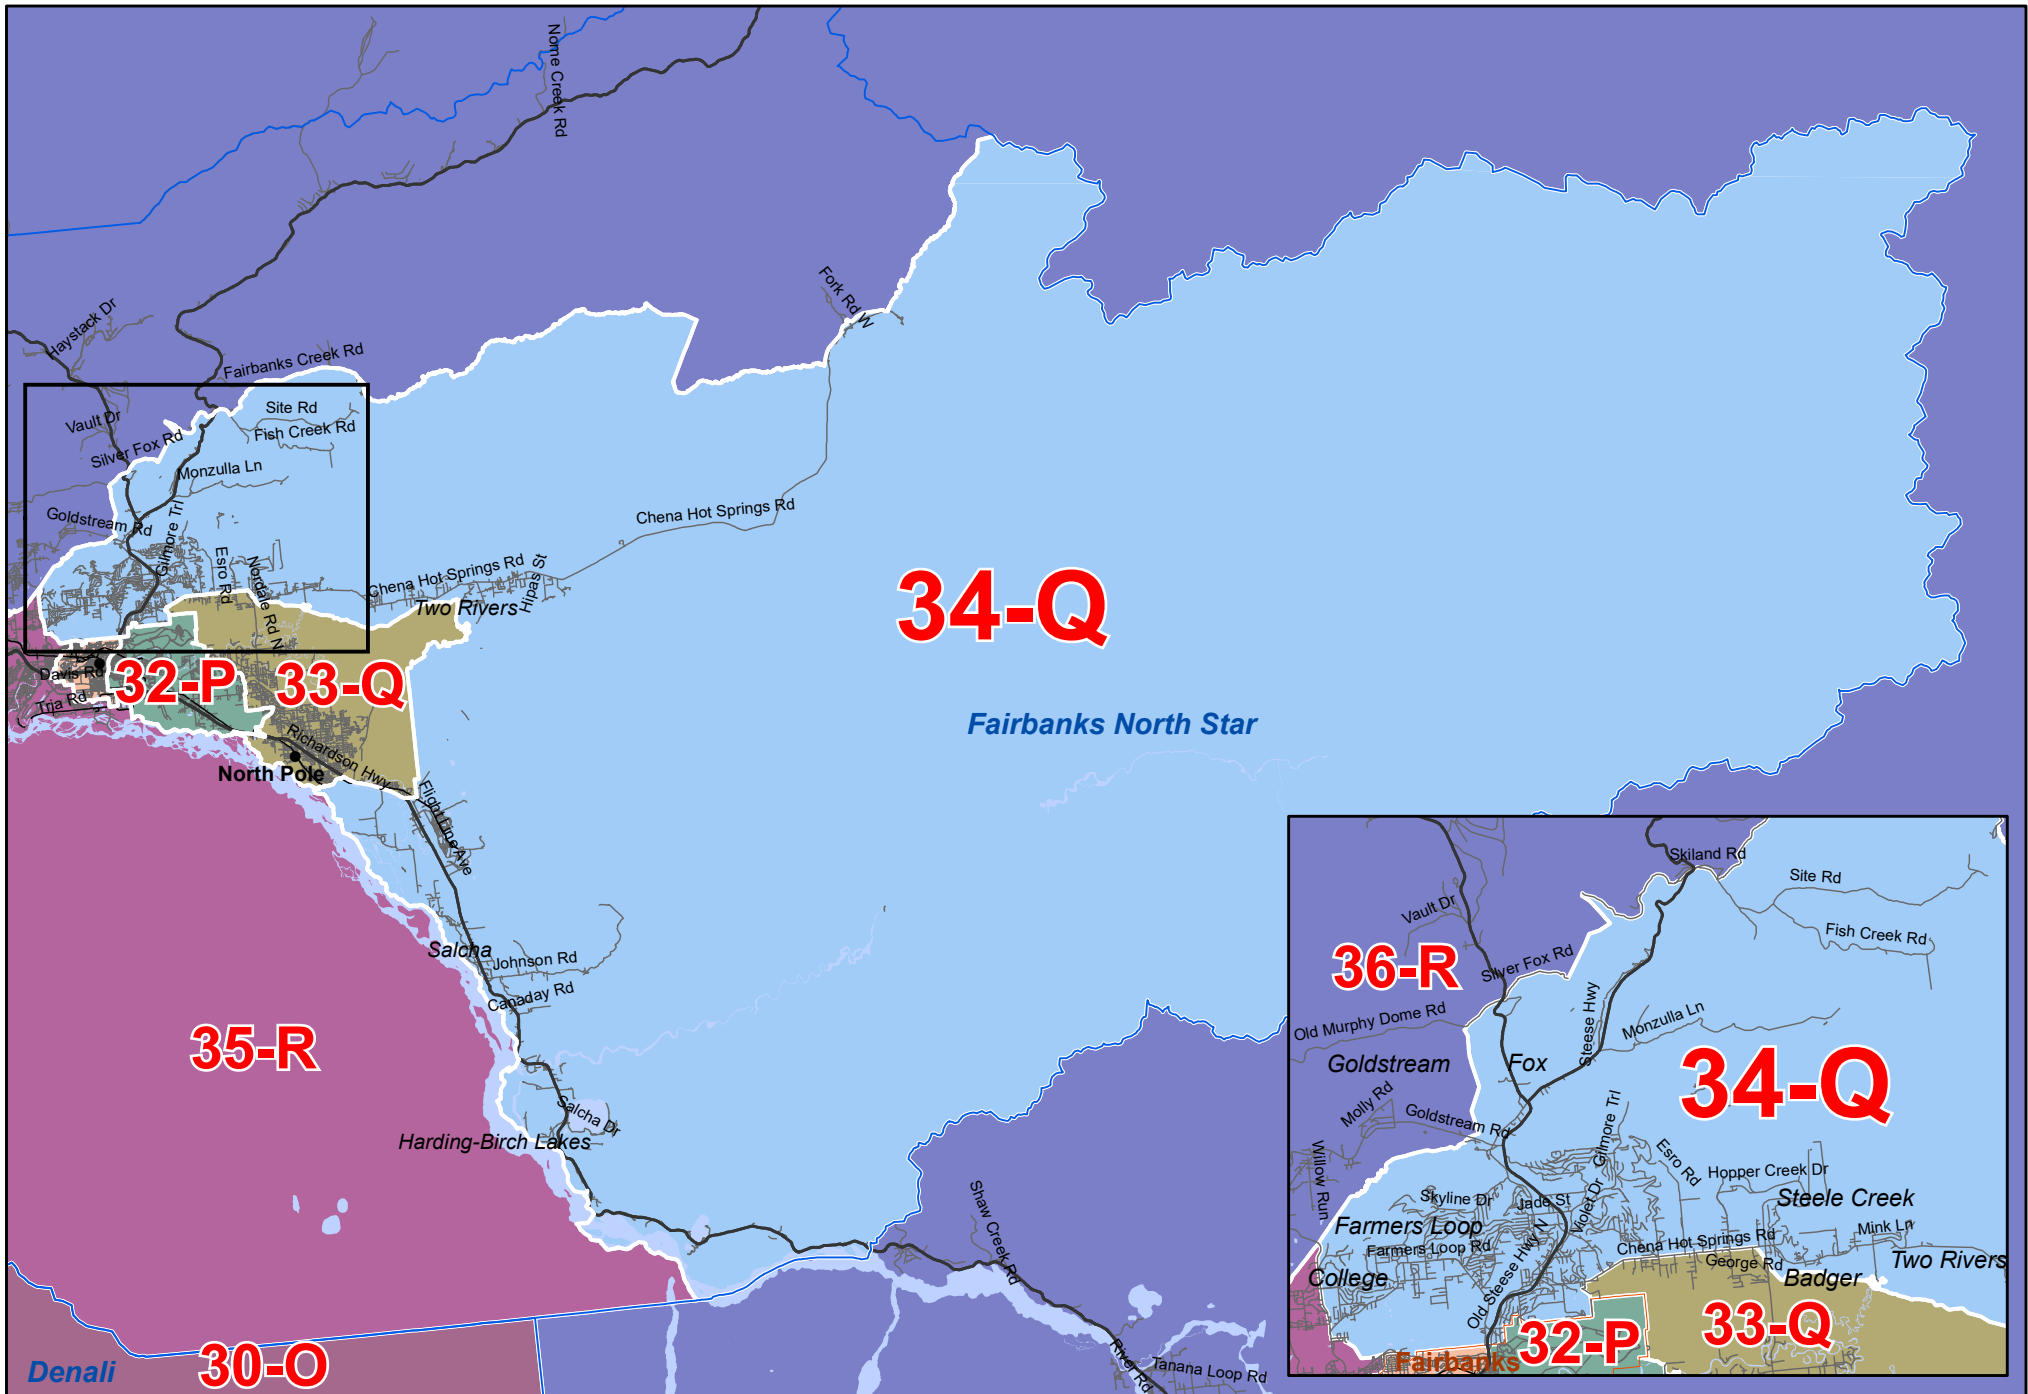 Nome Creek Rd
Haystack Dr
Fork Rd W
Fairbanks Creek Rd
Vault Dr
Site Rd
Fish Creek Rd
Silver Fox Rd
Monzulla Ln
Goldstream Rd
Gilmore Trl
Esro Rd
Nordale Rd N
Chena Hot Springs Rd
Chena Hot Springs Rd
Hipas St
Two Rivers
34-Q
Davis Rd
32-P
33-Q
Tria Rd
Fairbanks North Star
Richardson Hwy
North Pole
Flight Line Ave
Salcha
Johnson Rd
Canaday Rd
35-R
Salcha Dr
Harding-Birch Lakes
Shaw Creek Rd
River Rd
Tanana Loop Rd
Denali
30-O
Skiland Rd
Site Rd
Vault Dr
Fish Creek Rd
36-R
Silver Fox Rd
Steese Hwy
Old Murphy Dome Rd
Monzulla Ln
Goldstream
Fox
34-Q
Molly Rd
Goldstream Rd
Gilmore Trl
Willow Run
Esro Rd
Hopper Creek Dr
Skyline Dr
Jade St
Violet Dr
Steele Creek
Farmers Loop
Mink Ln
Farmers Loop Rd
Chena Hot Springs Rd
College
George Rd
Badger
Two Rivers
Old Steese Hwy N
33-Q
32-P
Fairbanks